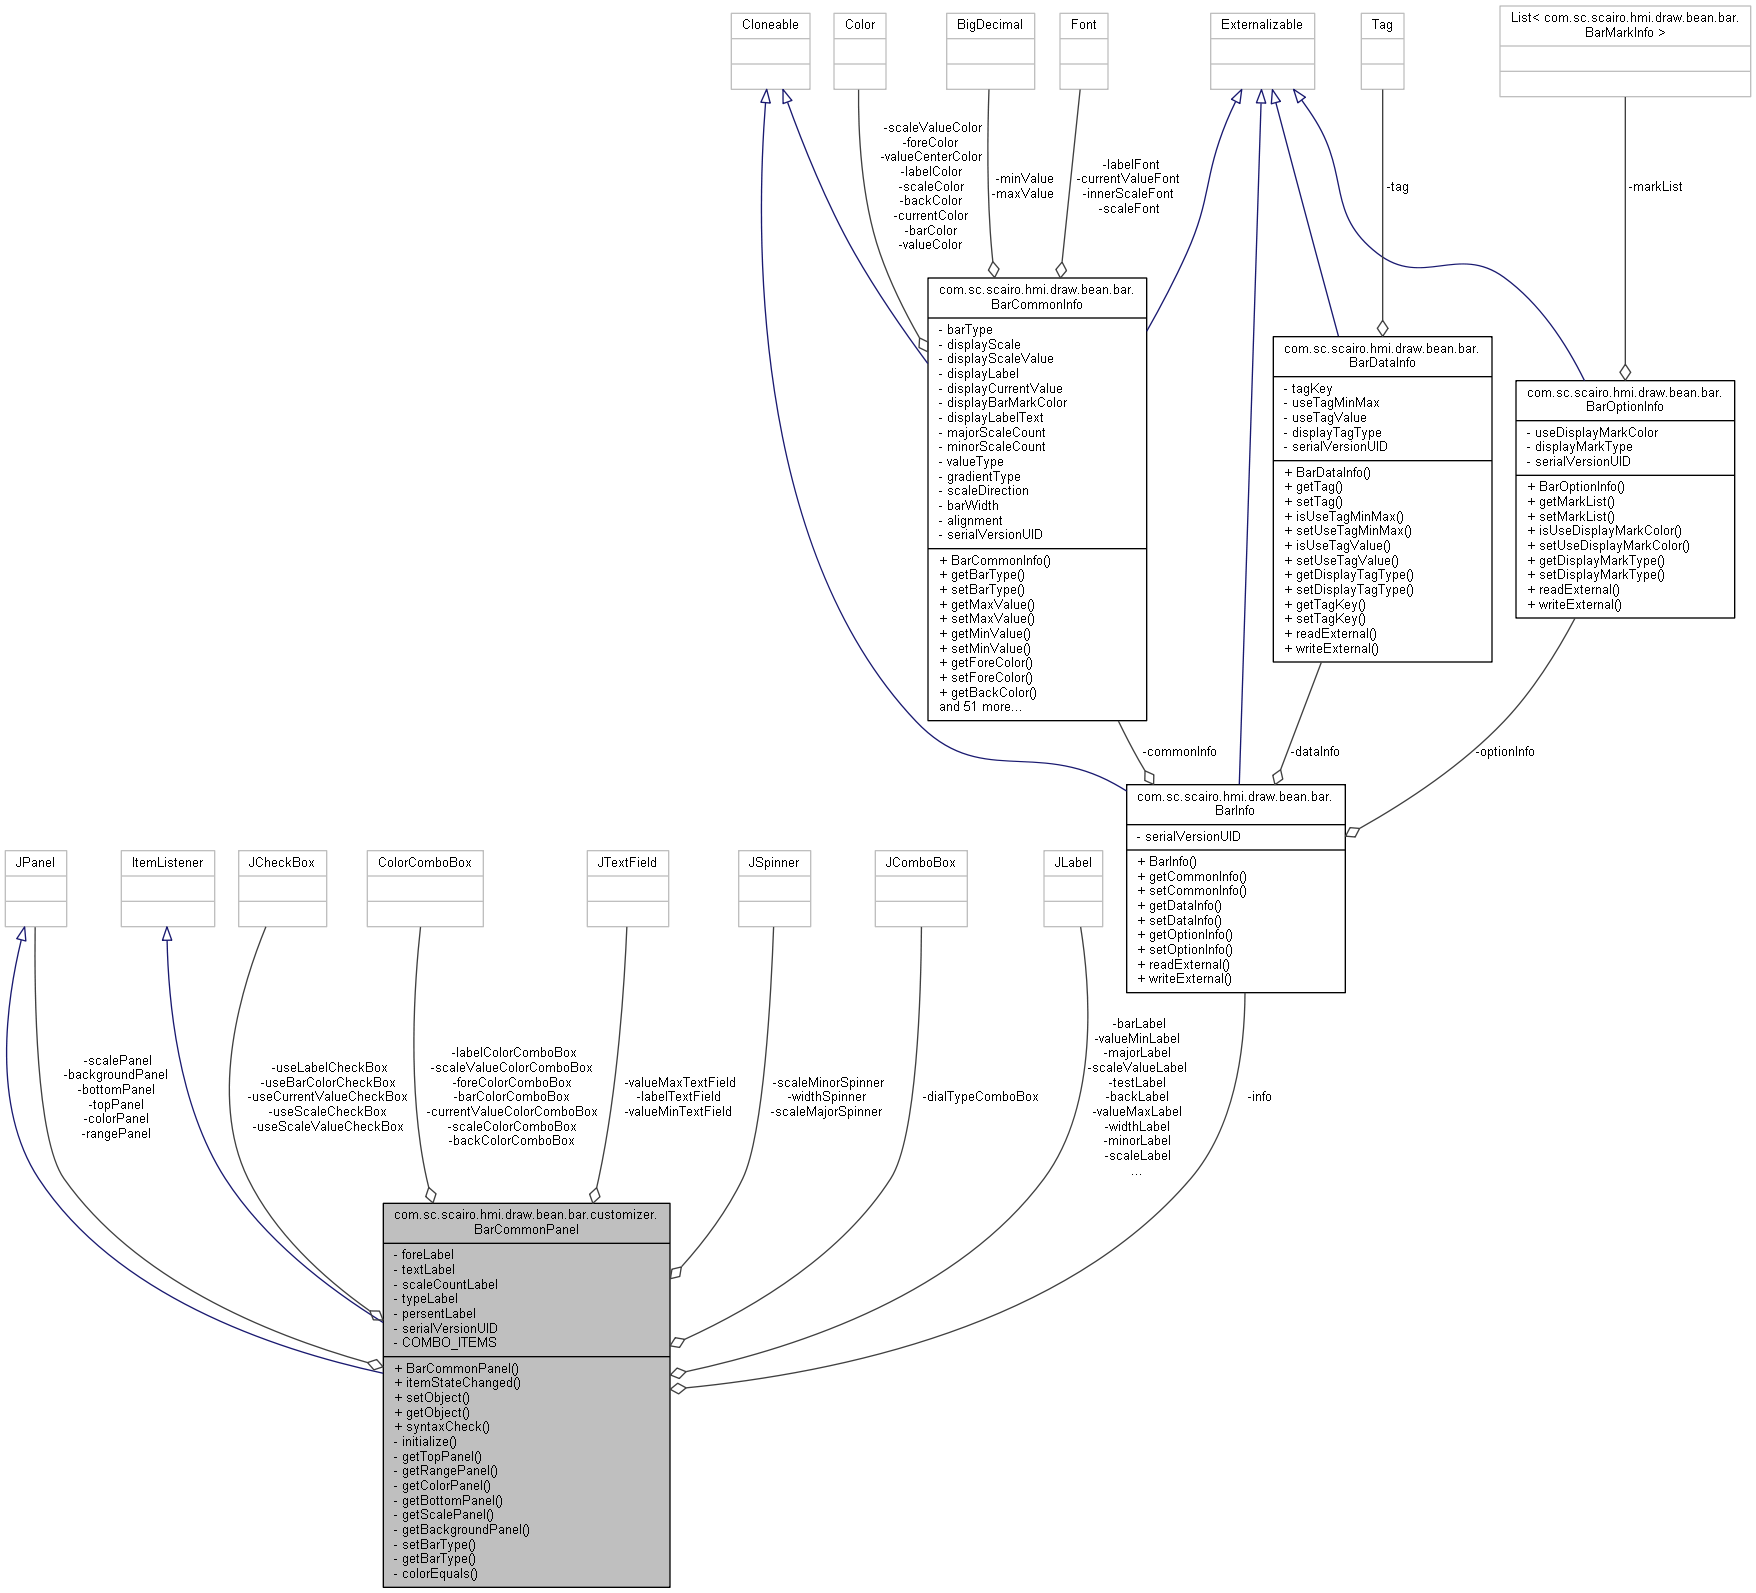 Cloneable
Color
BigDecimal
Font
Externalizable
Tag
List< com.sc.scairo.hmi.draw.bean.bar.
BarMarkInfo >
-scaleValueColor
-foreColor
-valueCenterColor
-labelColor
-scaleColor
-backColor
-currentColor
-barColor
-valueColor
-minValue
-maxValue
-labelFont
-currentValueFont
-innerScaleFont
-scaleFont
-tag
-markList
com.sc.scairo.hmi.draw.bean.bar.
BarCommonInfo
- barType
- displayScale
- displayScaleValue
- displayLabel
- displayCurrentValue
- displayBarMarkColor
- displayLabelText
- majorScaleCount
- minorScaleCount
- valueType
- gradientType
- scaleDirection
- barWidth
- alignment
- serialVersionUID
+ BarCommonInfo()
+ getBarType()
+ setBarType()
+ getMaxValue()
+ setMaxValue()
+ getMinValue()
+ setMinValue()
+ getForeColor()
+ setForeColor()
+ getBackColor()
and 51 more...
com.sc.scairo.hmi.draw.bean.bar.
BarDataInfo
- tagKey
- useTagMinMax
- useTagValue
- displayTagType
- serialVersionUID
+ BarDataInfo()
+ getTag()
+ setTag()
+ isUseTagMinMax()
+ setUseTagMinMax()
+ isUseTagValue()
+ setUseTagValue()
+ getDisplayTagType()
+ setDisplayTagType()
+ getTagKey()
+ setTagKey()
+ readExternal()
+ writeExternal()
com.sc.scairo.hmi.draw.bean.bar.
BarOptionInfo
- useDisplayMarkColor
- displayMarkType
- serialVersionUID
+ BarOptionInfo()
+ getMarkList()
+ setMarkList()
+ isUseDisplayMarkColor()
+ setUseDisplayMarkColor()
+ getDisplayMarkType()
+ setDisplayMarkType()
+ readExternal()
+ writeExternal()
-commonInfo
-dataInfo
-optionInfo
com.sc.scairo.hmi.draw.bean.bar.
BarInfo
- serialVersionUID
+ BarInfo()
+ getCommonInfo()
+ setCommonInfo()
+ getDataInfo()
+ setDataInfo()
+ getOptionInfo()
+ setOptionInfo()
+ readExternal()
+ writeExternal()
JPanel
ItemListener
JCheckBox
ColorComboBox
JTextField
JSpinner
JComboBox
JLabel
-scalePanel
-backgroundPanel
-bottomPanel
-topPanel
-colorPanel
-rangePanel
-useLabelCheckBox
-useBarColorCheckBox
-useCurrentValueCheckBox
-useScaleCheckBox
-useScaleValueCheckBox
-labelColorComboBox
-scaleValueColorComboBox
-foreColorComboBox
-barColorComboBox
-currentValueColorComboBox
-scaleColorComboBox
-backColorComboBox
-valueMaxTextField
-labelTextField
-valueMinTextField
-scaleMinorSpinner
-widthSpinner
-scaleMajorSpinner
-dialTypeComboBox
-barLabel
-valueMinLabel
-majorLabel
-scaleValueLabel
-testLabel
-backLabel
-valueMaxLabel
-widthLabel
-minorLabel
-scaleLabel
...
-info
com.sc.scairo.hmi.draw.bean.bar.customizer.
BarCommonPanel
- foreLabel
- textLabel
- scaleCountLabel
- typeLabel
- persentLabel
- serialVersionUID
- COMBO_ITEMS
+ BarCommonPanel()
+ itemStateChanged()
+ setObject()
+ getObject()
+ syntaxCheck()
- initialize()
- getTopPanel()
- getRangePanel()
- getColorPanel()
- getBottomPanel()
- getScalePanel()
- getBackgroundPanel()
- setBarType()
- getBarType()
- colorEquals()